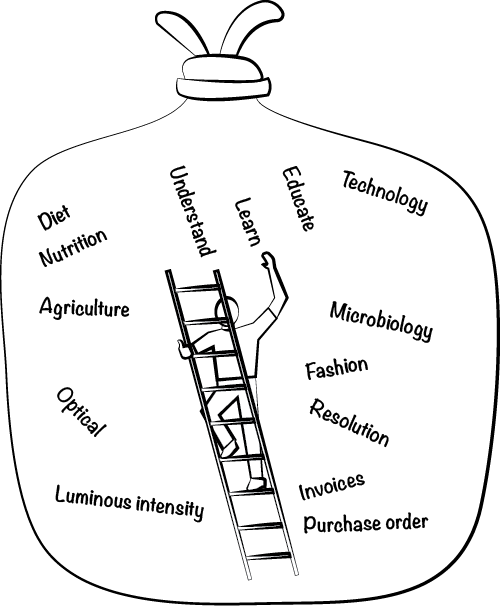 Understand
Learn
Educate
Technology
Diet
Nutrition
Agriculture
Microbiology
Fashion
Optical
Resolution
Luminous intensity
Invoices
Purchase order